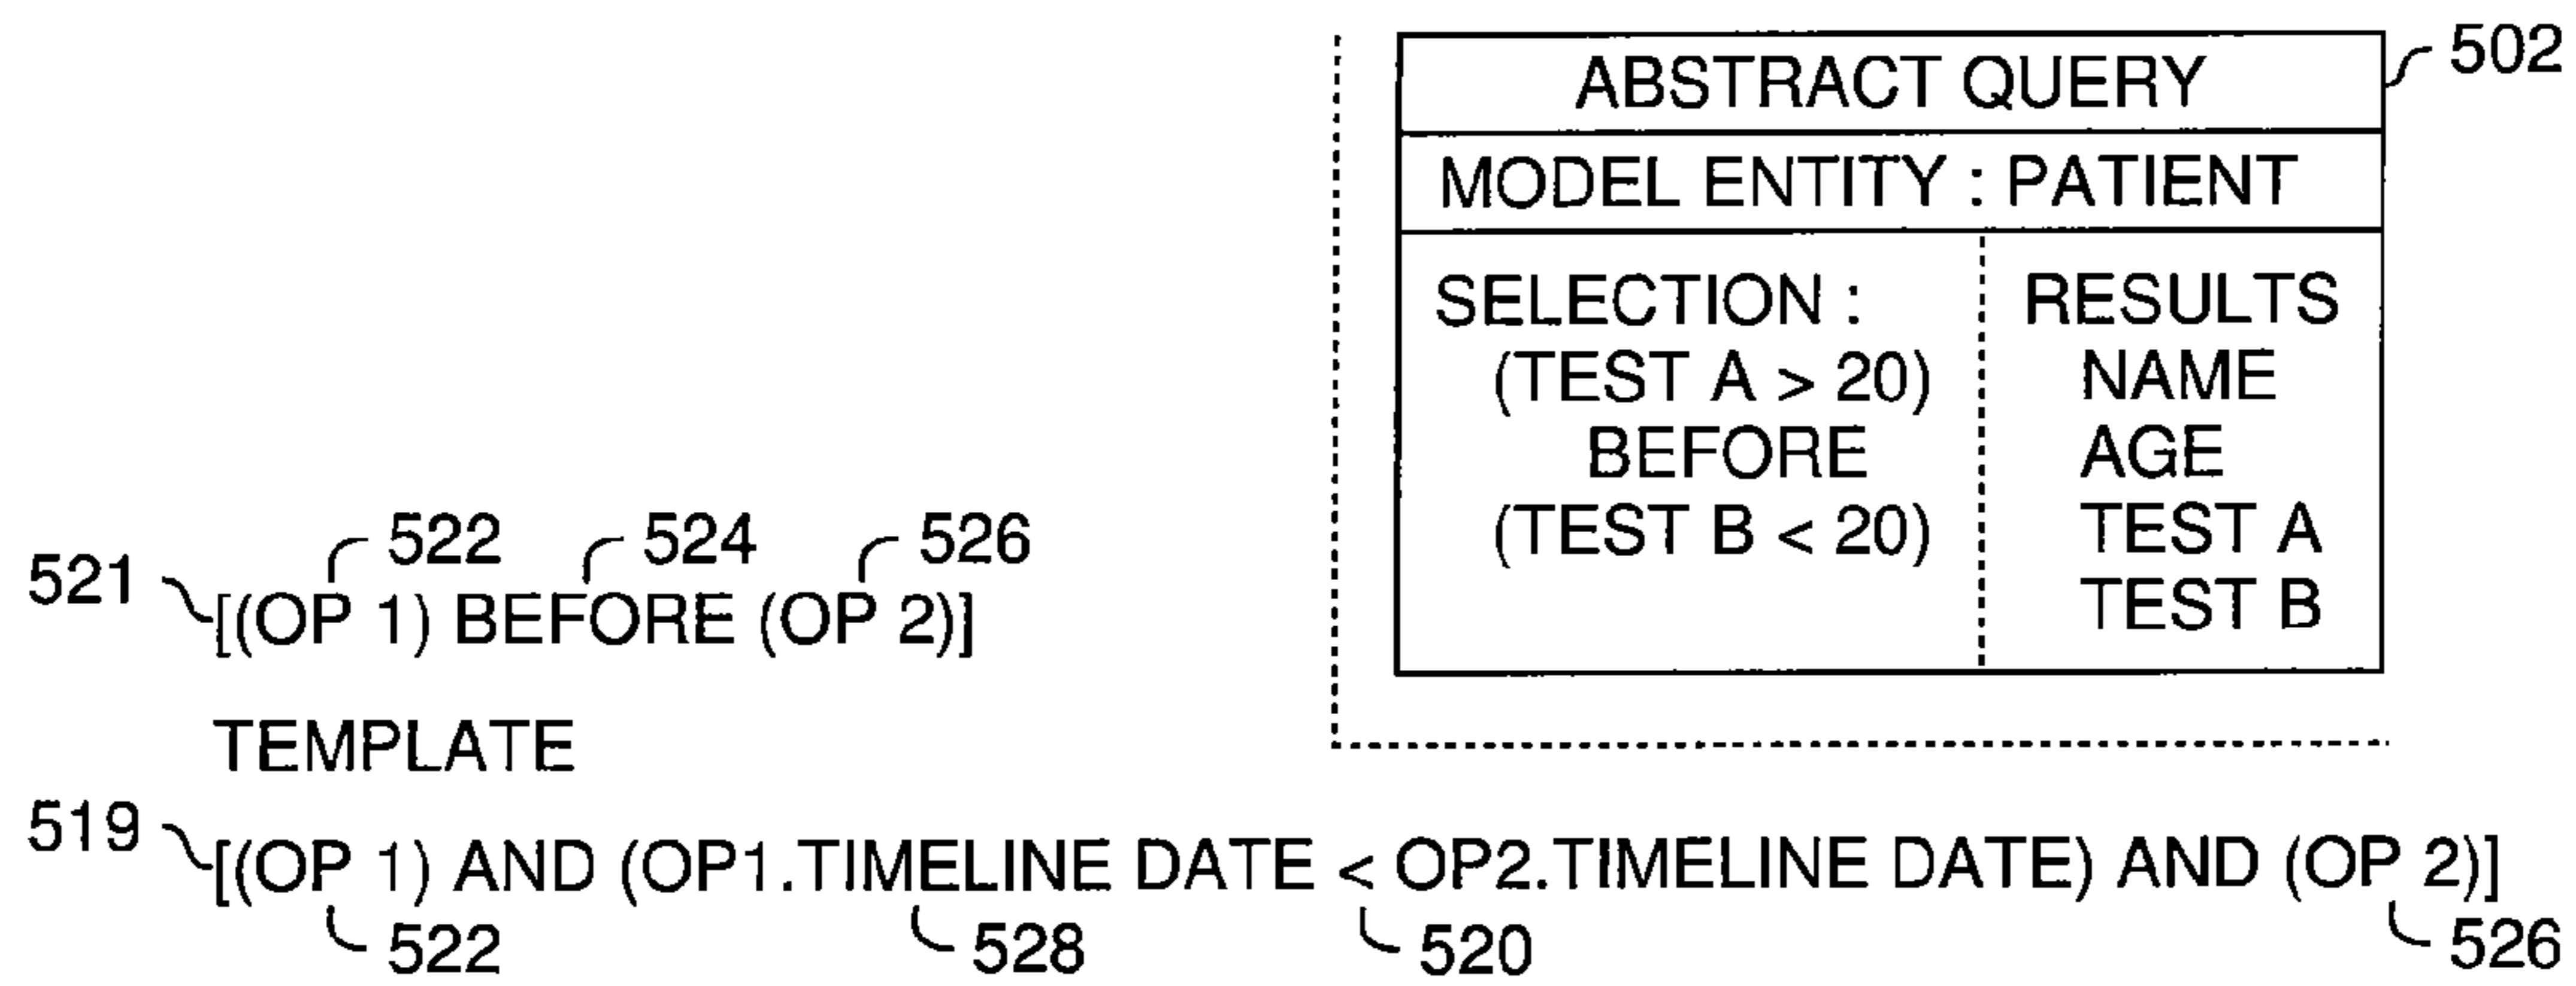 ABSTRACT QUERY
502
MODEL ENTITY : PATIENT
SELECTION :
(TEST A > 20)
BEFORE
(TEST B < 20)
RESULTS
NAME
AGE
TEST A
TEST B
522 524 526
521
[(OP 1) BEFORE (OP 2)]
TEMPLATE
519
[(OP 1) AND (OP1.TIMELINE DATE < OP2.TIMELINE DATE) AND (OP 2)]
522 528 520 526